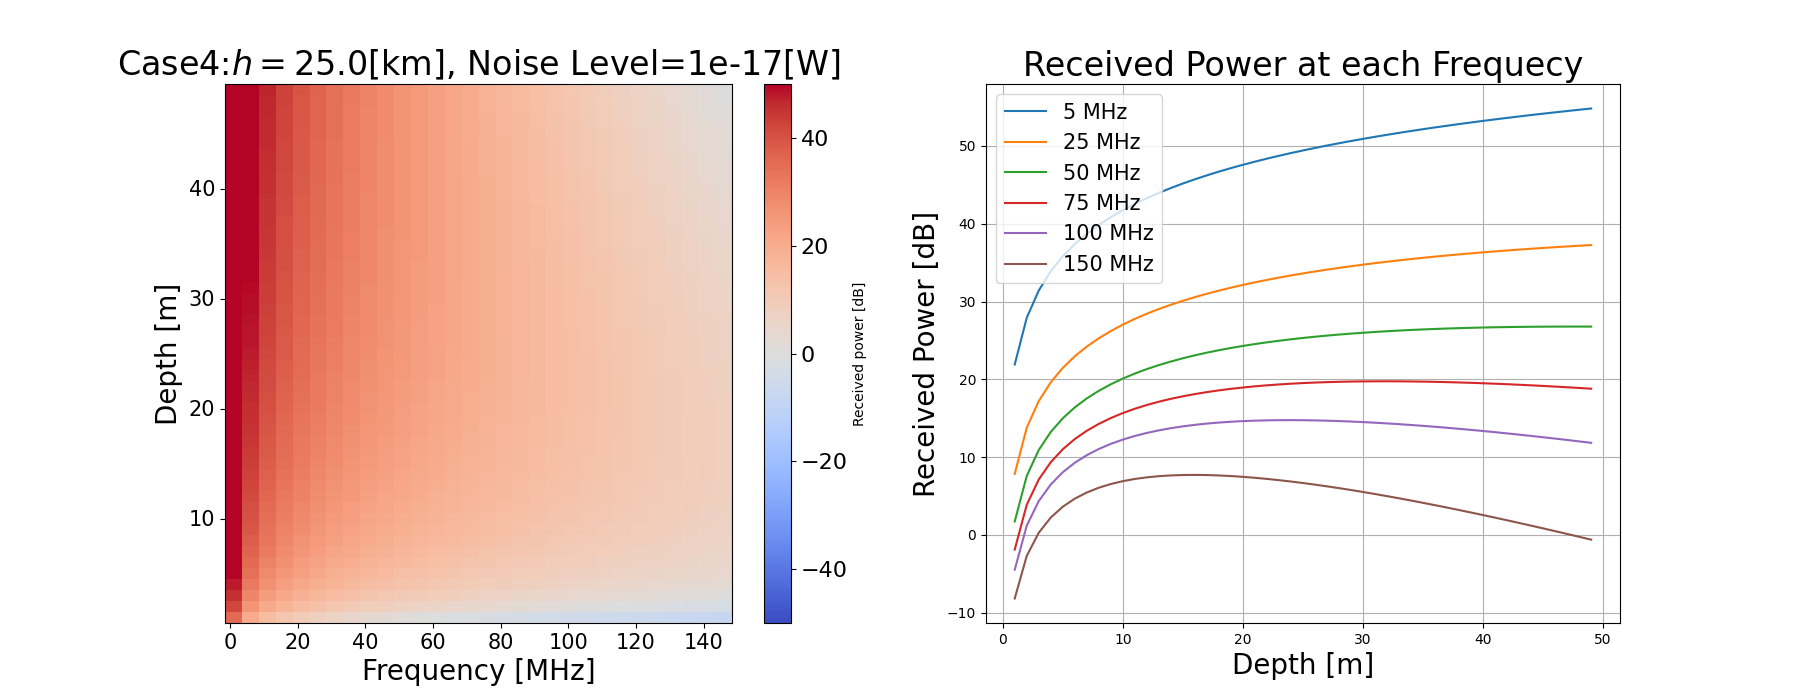 Case4:h = 25.0[km], Noise Level=1e-17[W]
Depth [m]
40
30
20
10
0
20
40
60
80
100
120
140
Frequency [MHz]
40
20
0
−20
−40
Received power [dB]
Received Power at each Frequecy
5 MHz
25 MHz
50 MHz
75 MHz
100 MHz
150 MHz
Received Power [dB]
50
40
30
20
10
0
−10
0
10
20
30
40
50
Depth [m]